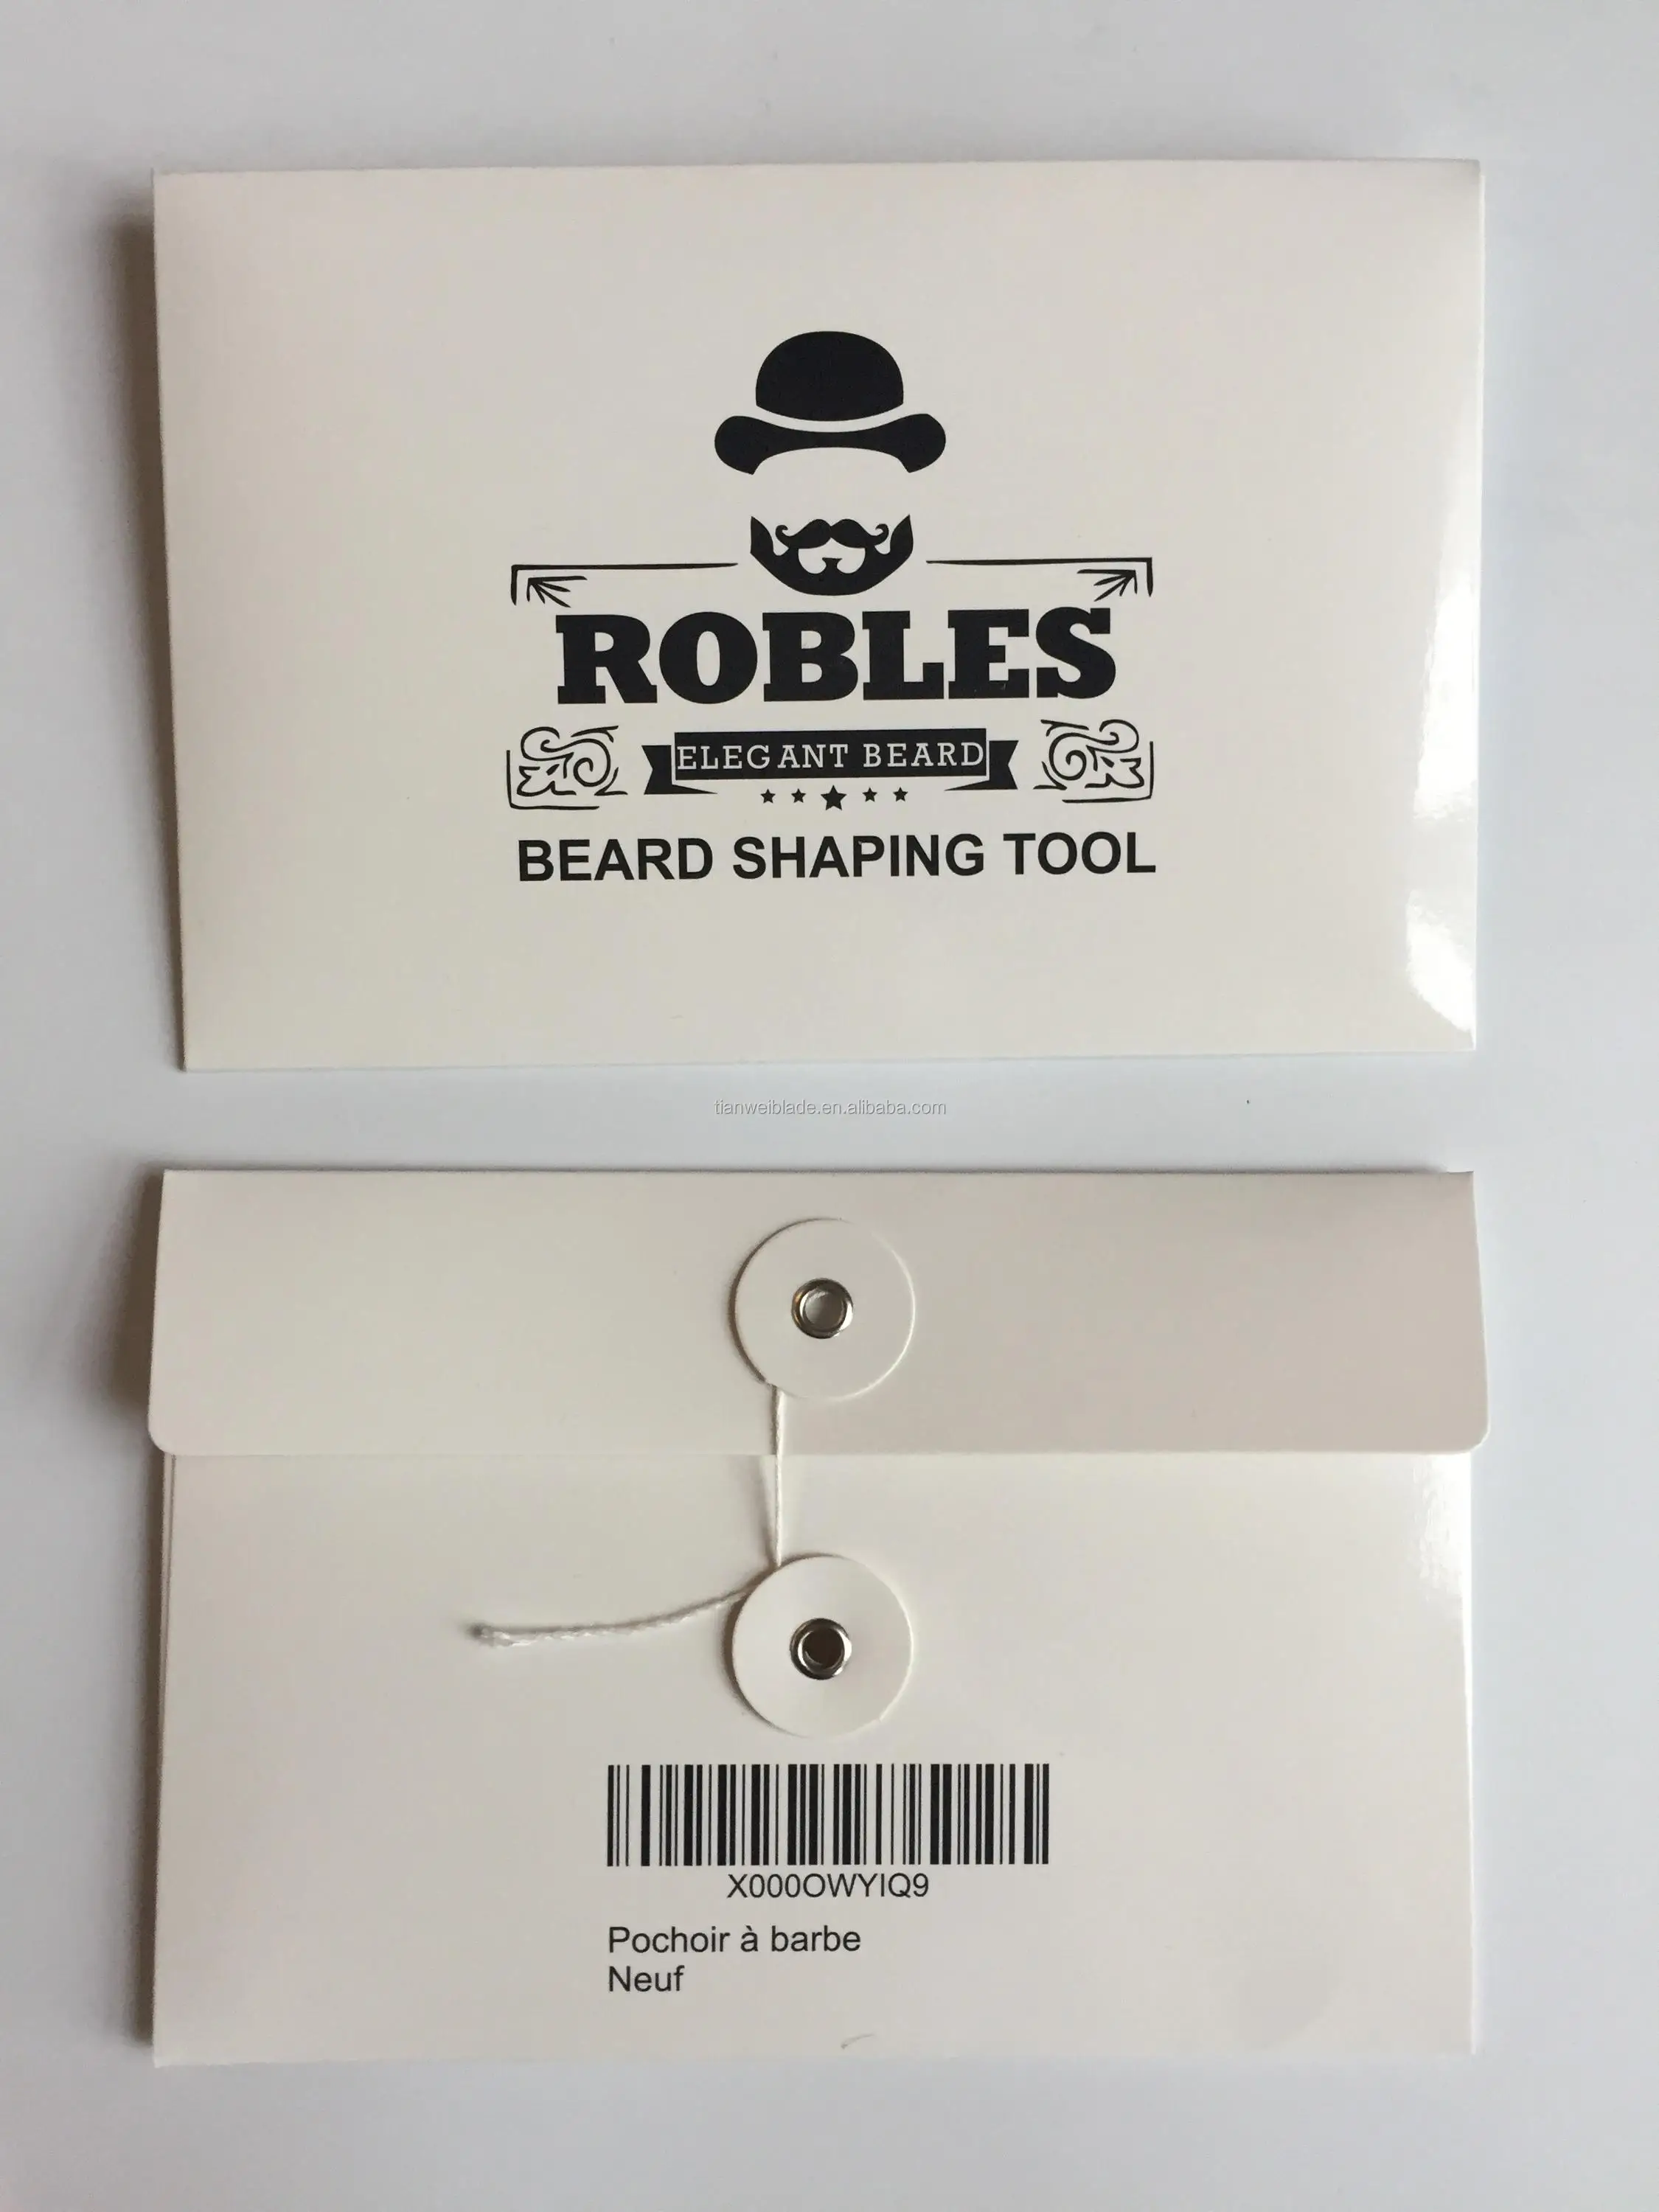 ROBLES
ELEGANT BEARD
BEARD SHAPING TOOL
tianweiblade.en.alibaba.com
X000OWYIQ9
Pochoir à barbe
Neuf